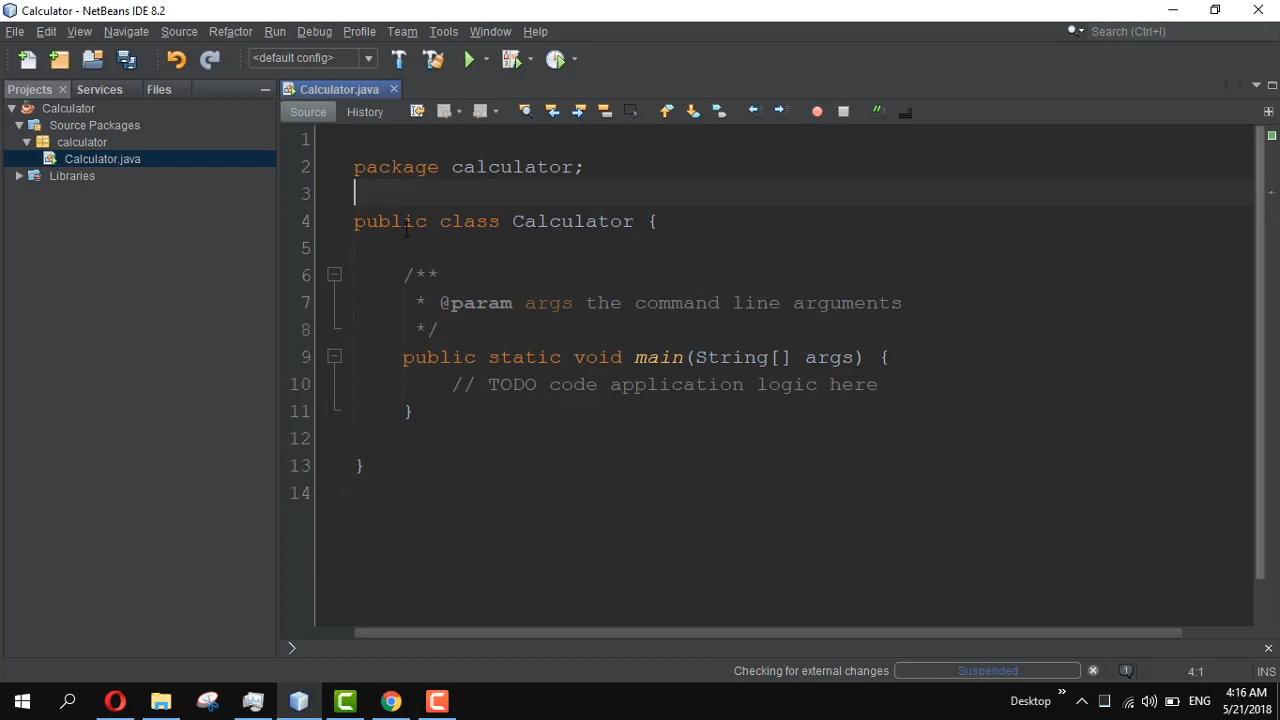 Calculator - NetBeans IDE 8.2
File Edit View Navigate Source Refactor Run Debug Profile Team Tools Window Help
Search (Ctrl+I)
<default config>
Projects Services Files
Calculator.java
Calculator
Source Packages
calculator
Calculator.java
Libraries
Source History
1
2 package calculator;
3
4 public class Calculator {
5
6 /**
7 * @param args the command line arguments
8 */
9 public static void main(String[] args) {
10 // TODO code application logic here
11 }
12
13 }
14
Checking for external changes Suspended 1 4:1 INS
Desktop ENG 4:16 AM
5/21/2018